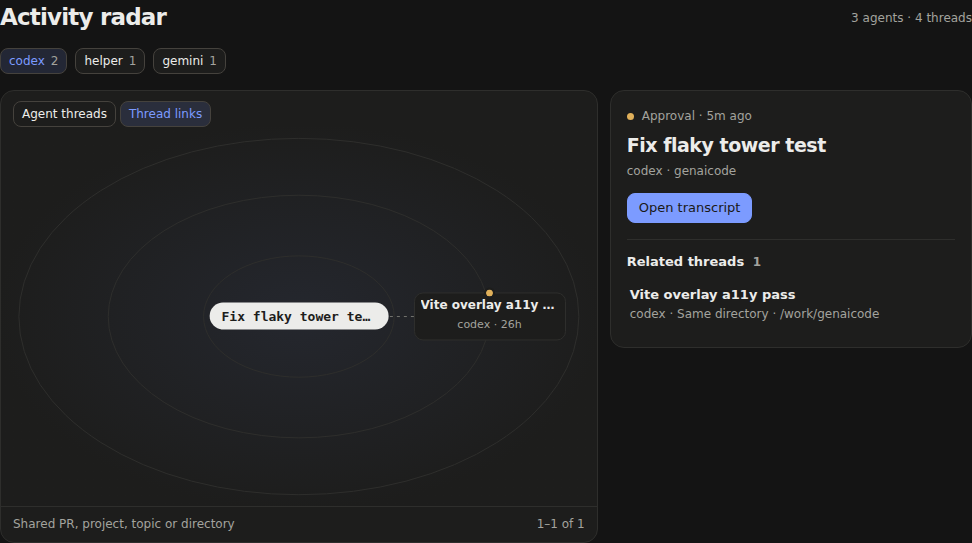 Activity radar
3 agents · 4 threads
codex 2
helper 1
gemini 1
Agent threads
Thread links
Fix flaky tower te…
Vite overlay a11y …
codex · 26h
Shared PR, project, topic or directory
1–1 of 1
Approval · 5m ago
Fix flaky tower test
codex · genaicode
Open transcript
Related threads 1
Vite overlay a11y pass
codex · Same directory · /work/genaicode